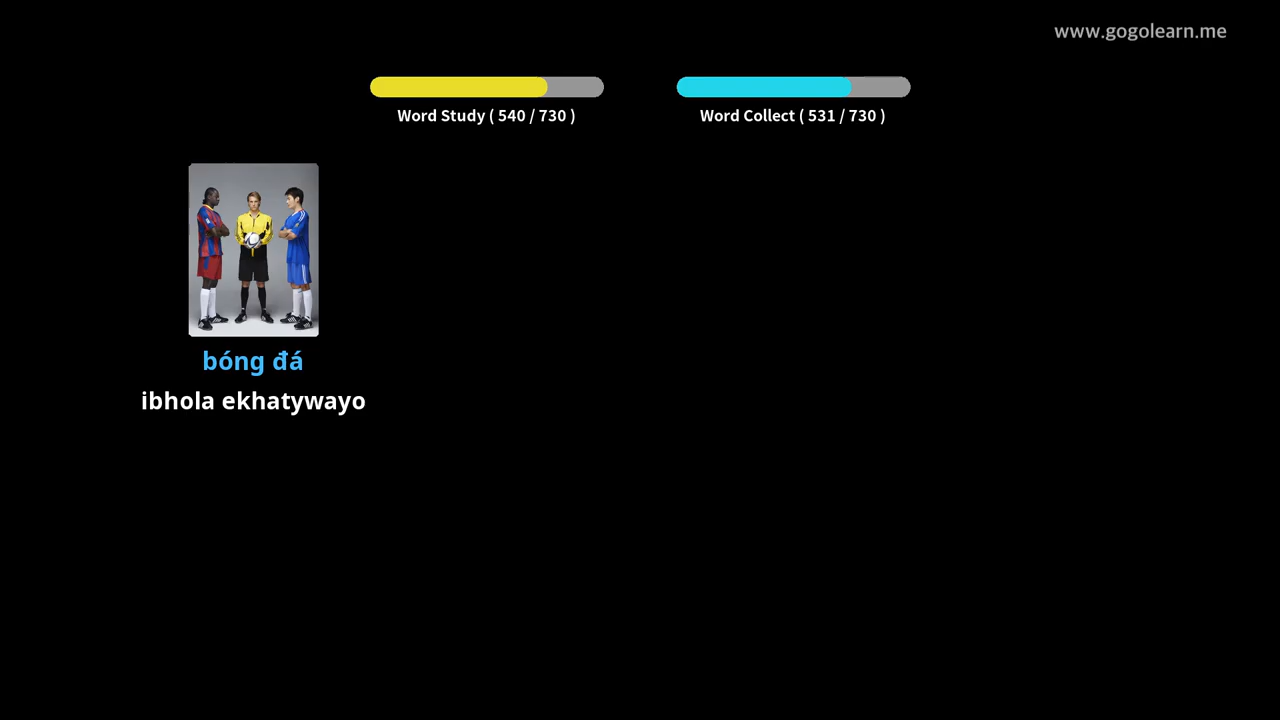 www.gogolearn.me
Word Study ( 540 / 730 )
Word Collect ( 531 / 730 )
bóng đá
ibhola ekhatywayo